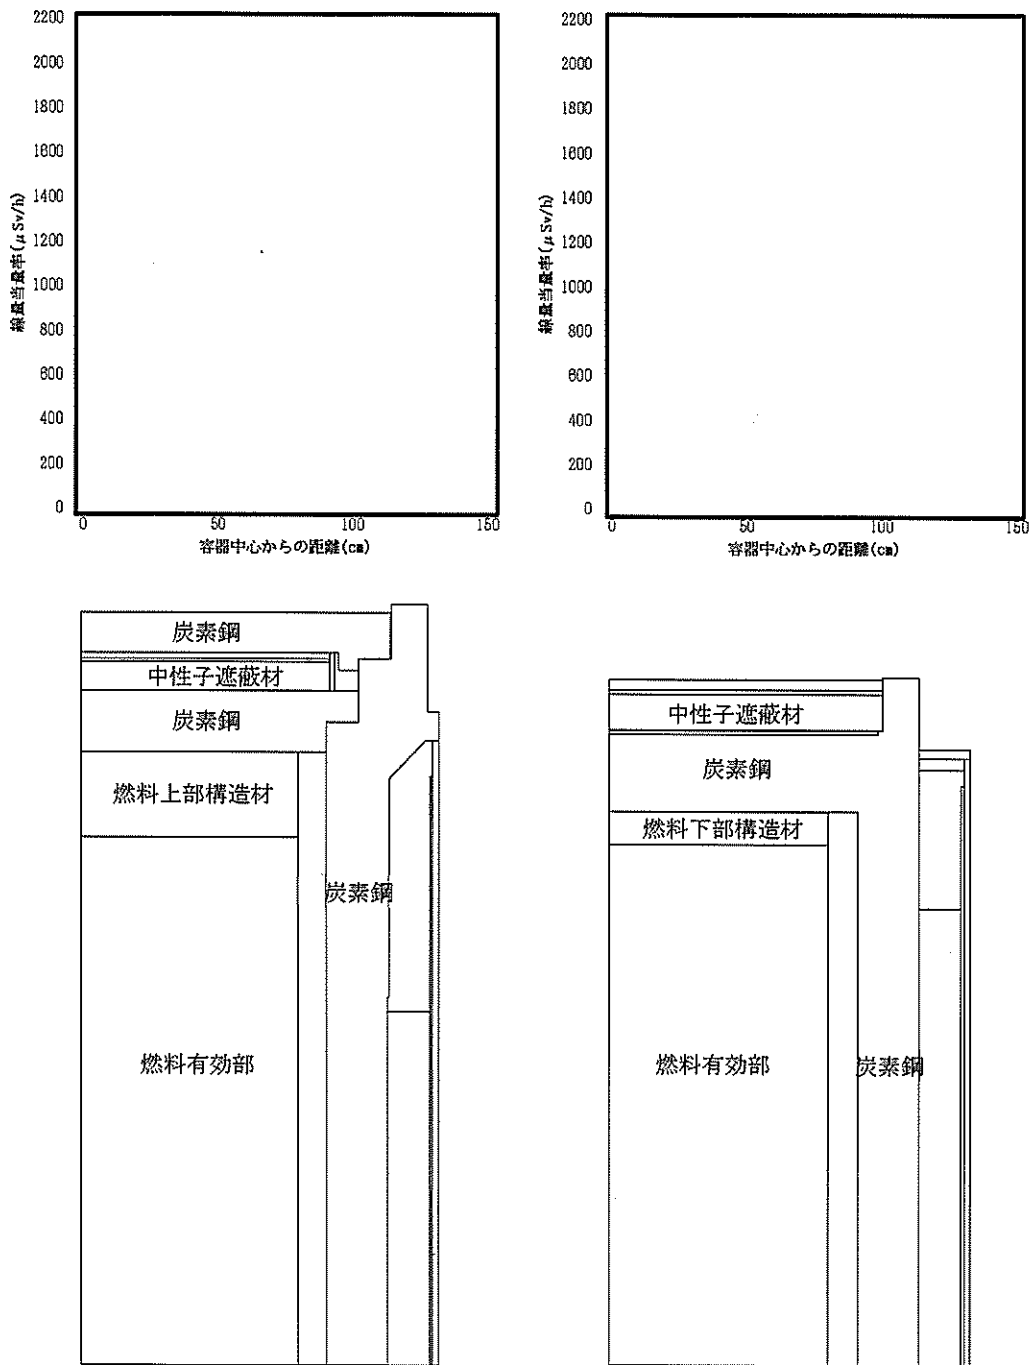 2200
2000
1800
1600
1400
1200
1000
800
600
400
200
0
線量当量率(μSv/h)
0 50 100 150
容器中心からの距離(cm)
2200
2000
1800
1600
1400
1200
1000
800
600
400
200
0
線量当量率(μSv/h)
0 50 100 150
容器中心からの距離(cm)
炭素鋼
中性子遮蔽材
炭素鋼
燃料上部構造材
炭素鋼
燃料有効部
中性子遮蔽材
炭素鋼
燃料下部構造材
燃料有効部
炭素鋼